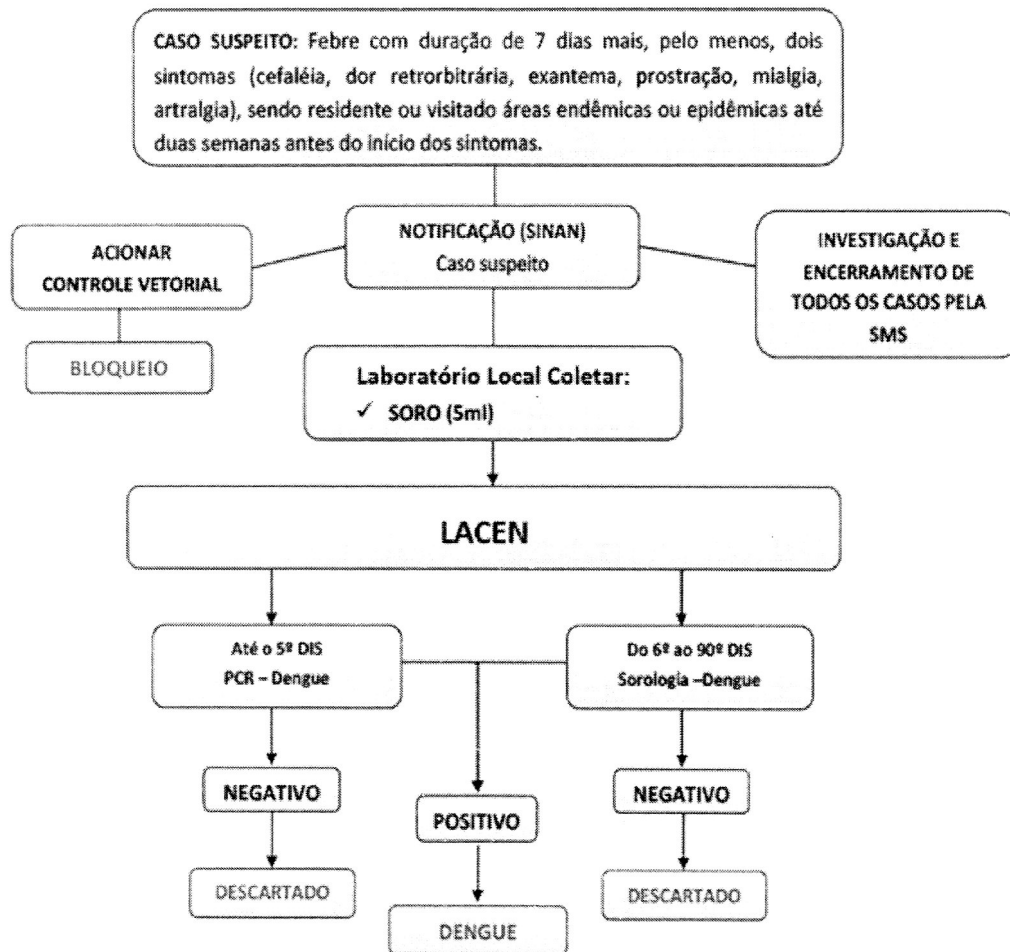 CASO SUSPEITO: Febre com duração de 7 dias mais, pelo menos, dois
sintomas (cefaléia, dor retrorbitrária, exantema, prostração, mialgia,
artralgia), sendo residente ou visitado áreas endêmicas ou epidêmicas até
duas semanas antes do início dos sintomas.
NOTIFICAÇÃO (SINAN)
Caso suspeito
ACIONAR
CONTROLE VETORIAL
BLOQUEIO
INVESTIGAÇÃO E
ENCERRAMENTO DE
TODOS OS CASOS PELA
SMS
Laboratório Local Coletar:
✓ SORO (5ml)
LACEN
Até o 5º DIS
PCR – Dengue
Do 6º ao 90º DIS
Sorologia –Dengue
NEGATIVO
POSITIVO
NEGATIVO
DESCARTADO
DENGUE
DESCARTADO